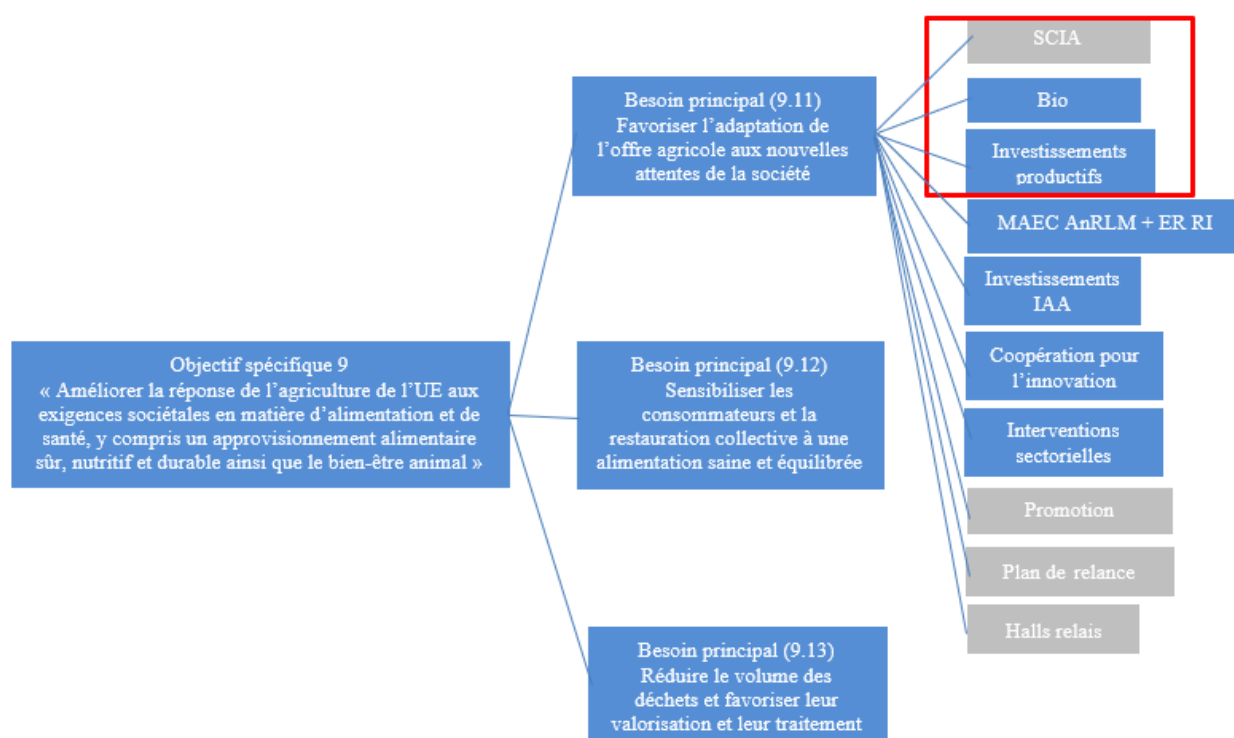 Objectif spécifique 9
« Améliorer la réponse de l’agriculture de l’UE aux
exigences sociétales en matière d’alimentation et de
santé, y compris un approvisionnement alimentaire
sûr, nutritif et durable ainsi que le bien-être animal »
Besoin principal (9.11)
Favoriser l’adaptation de
l’offre agricole aux nouvelles
attentes de la société
Besoin principal (9.12)
Sensibiliser les
consommateurs et la
restauration collective à une
alimentation saine et équilibrée
Besoin principal (9.13)
Réduire le volume des
déchets et favoriser leur
valorisation et leur traitement
SCIA
Bio
Investissements
productifs
MAEC AnRLM + ER RI
Investissements
IAA
Coopération pour
l’innovation
Interventions
sectorielles
Promotion
Plan de relance
Halls relais